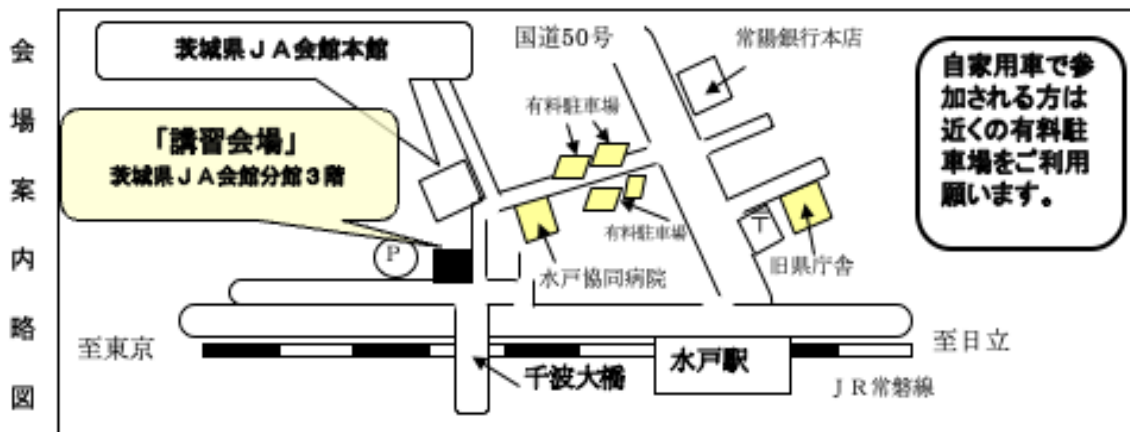 会場案内略図
茨城県ＪＡ会館本館
国道50号
常陽銀行本店
自家用車で参
加される方は
近くの有料駐
車場をご利用
願います。
有料駐車場
「講習会場」
茨城県ＪＡ会館分館３階
〒
有料駐車場
P
水戸協同病院
旧県庁舎
至東京
至日立
水戸駅
千波大橋
ＪＲ常磐線